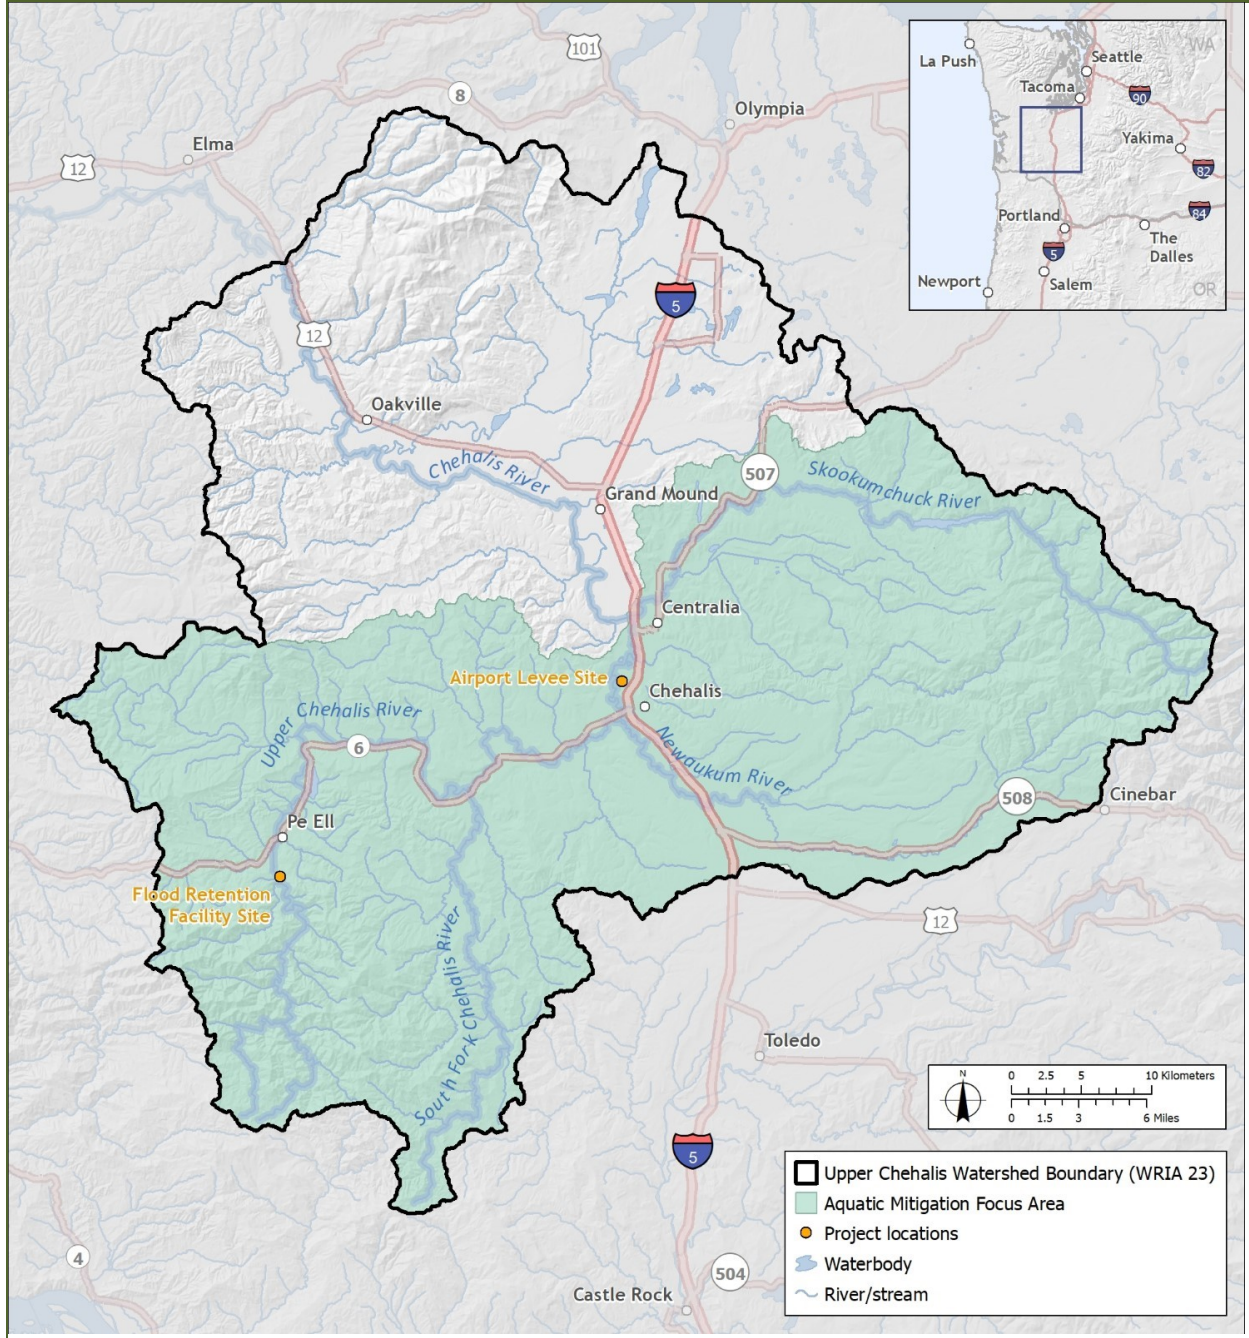 101
8
Olympia
Elma
12
La Push
WA
Seattle
Tacoma
90
Yakima
82
Portland
84
The
Dalles
5
Salem
Newport
OR
5
12
Oakville
Chehalis River
Grand Mound
507
Skookumchuck River
Centralia
Airport Levee Site
Chehalis
Upper Chehalis River
6
Newaukum River
508
Cinebar
Pe Ell
Flood Retention
Facility Site
12
South Fork Chehalis River
Toledo
5
4
504
Castle Rock
N
0 2.5 5 10 Kilometers
0 1.5 3 6 Miles
Upper Chehalis Watershed Boundary (WRIA 23)
Aquatic Mitigation Focus Area
Project locations
Waterbody
River/stream